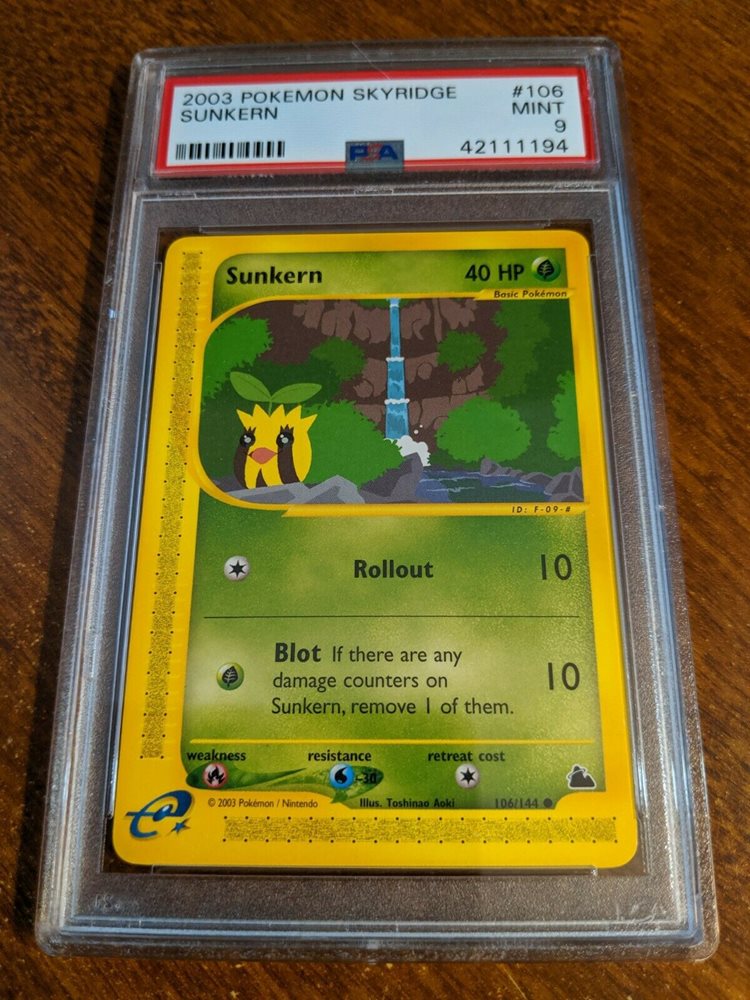 2003 POKEMON SKYRIDGE #106
SUNKERN MINT
9
PSA 42111194
Sunkern 40 HP
Basic Pokémon
ID: F-09-#
Rollout 10
Blot If there are any
damage counters on
Sunkern, remove 1 of them.
10
weakness resistance retreat cost
-30
© 2003 Pokémon / Nintendo Illus. Toshinao Aoki 106/144
e